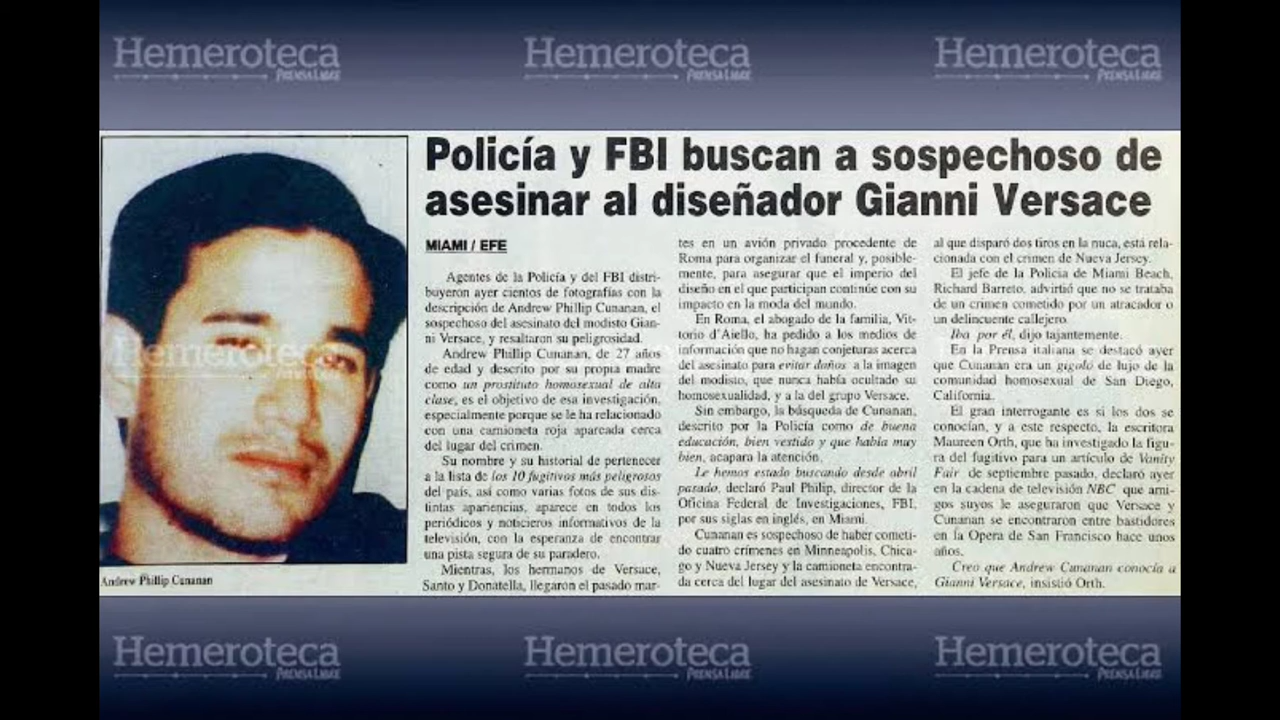 Hemeroteca Hemeroteca Hemeroteca
PRENSA LIBRE PRENSA LIBRE PRENSA LIBRE
Policía y FBI buscan a sospechoso de
asesinar al diseñador Gianni Versace
MIAMI / EFE
Agentes de la Policía y del FBI distri-
buyeron ayer cientos de fotografías con la
descripción de Andrew Phillip Cunanan, el
sospechoso del asesinato del modisto Gian-
ni Versace, y resaltaron su peligrosidad.
Andrew Phillip Cunanan, de 27 años
de edad y descrito por su propia madre
como un prostituto homosexual de alta
clase, es el objetivo de esa investigación,
especialmente porque se le ha relacionado
con una camioneta roja aparcada cerca
del lugar del crimen.
Su nombre y su historial de pertenecer
a la lista de los 10 fugitivos más peligrosos
del país, así como varias fotos de sus dis-
tintas apariencias, aparece en todos los
periódicos y noticieros informativos de la
televisión, con la esperanza de encontrar
una pista segura de su paradero.
Mientras, los hermanos de Versace,
Santo y Donatella, llegaron el pasado mar-
tes en un avión privado procedente de
Roma para organizar el funeral y, posible-
mente, para asegurar que el imperio del
diseño en el que participan continúe con su
impacto en la moda del mundo.
En Roma, el abogado de la familia, Vit-
torio d'Aiello, ha pedido a los medios de
información que no hagan conjeturas acerca
del asesinato para evitar daños a la imagen
del modisto, que nunca había ocultado su
homosexualidad, y a la del grupo Versace.
Sin embargo, la búsqueda de Cunanan,
descrito por la Policía como de buena
educación, bien vestido y que habla muy
bien, acapara la atención.
Le hemos estado buscando desde abril
pasado, declaró Paul Philip, director de la
Oficina Federal de Investigaciones, FBI,
por sus siglas en inglés, en Miami.
Cunanan es sospechoso de haber cometi-
do cuatro crímenes en Minneapolis, Chica-
go y Nueva Jersey y la camioneta encontra-
da cerca del lugar del asesinato de Versace,
al que disparó dos tiros en la nuca, está rela-
cionada con el crimen de Nueva Jersey.
El jefe de la Policía de Miami Beach,
Richard Barreto, advirtió que no se trataba
de un crimen cometido por un atracador o
un delincuente callejero.
Iba por él, dijo tajantemente.
En la Prensa italiana se destacó ayer
que Cunanan era un gigolo de lujo de la
comunidad homosexual de San Diego,
California.
El gran interrogante es si los dos se
conocían, y a este respecto, la escritora
Maureen Orth, que ha investigado la figu-
ra del fugitivo para un artículo de Vanity
Fair de septiembre pasado, declaró ayer
en la cadena de televisión NBC que ami-
gos suyos le aseguraron que Versace y
Cunanan se encontraron entre bastidores
en la Opera de San Francisco hace unos
años.
Creo que Andrew Cunanan conocía a
Gianni Versace, insistió Orth.
Andrew Phillip Cunanan
Hemeroteca Hemeroteca Hemeroteca
PRENSA LIBRE PRENSA LIBRE PRENSA LIBRE